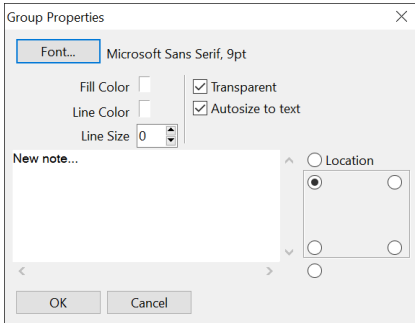 Group Properties
Font... Microsoft Sans Serif, 9pt
Fill Color Transparent
Line Color Autosize to text
Line Size 0
New note... Location
OK Cancel